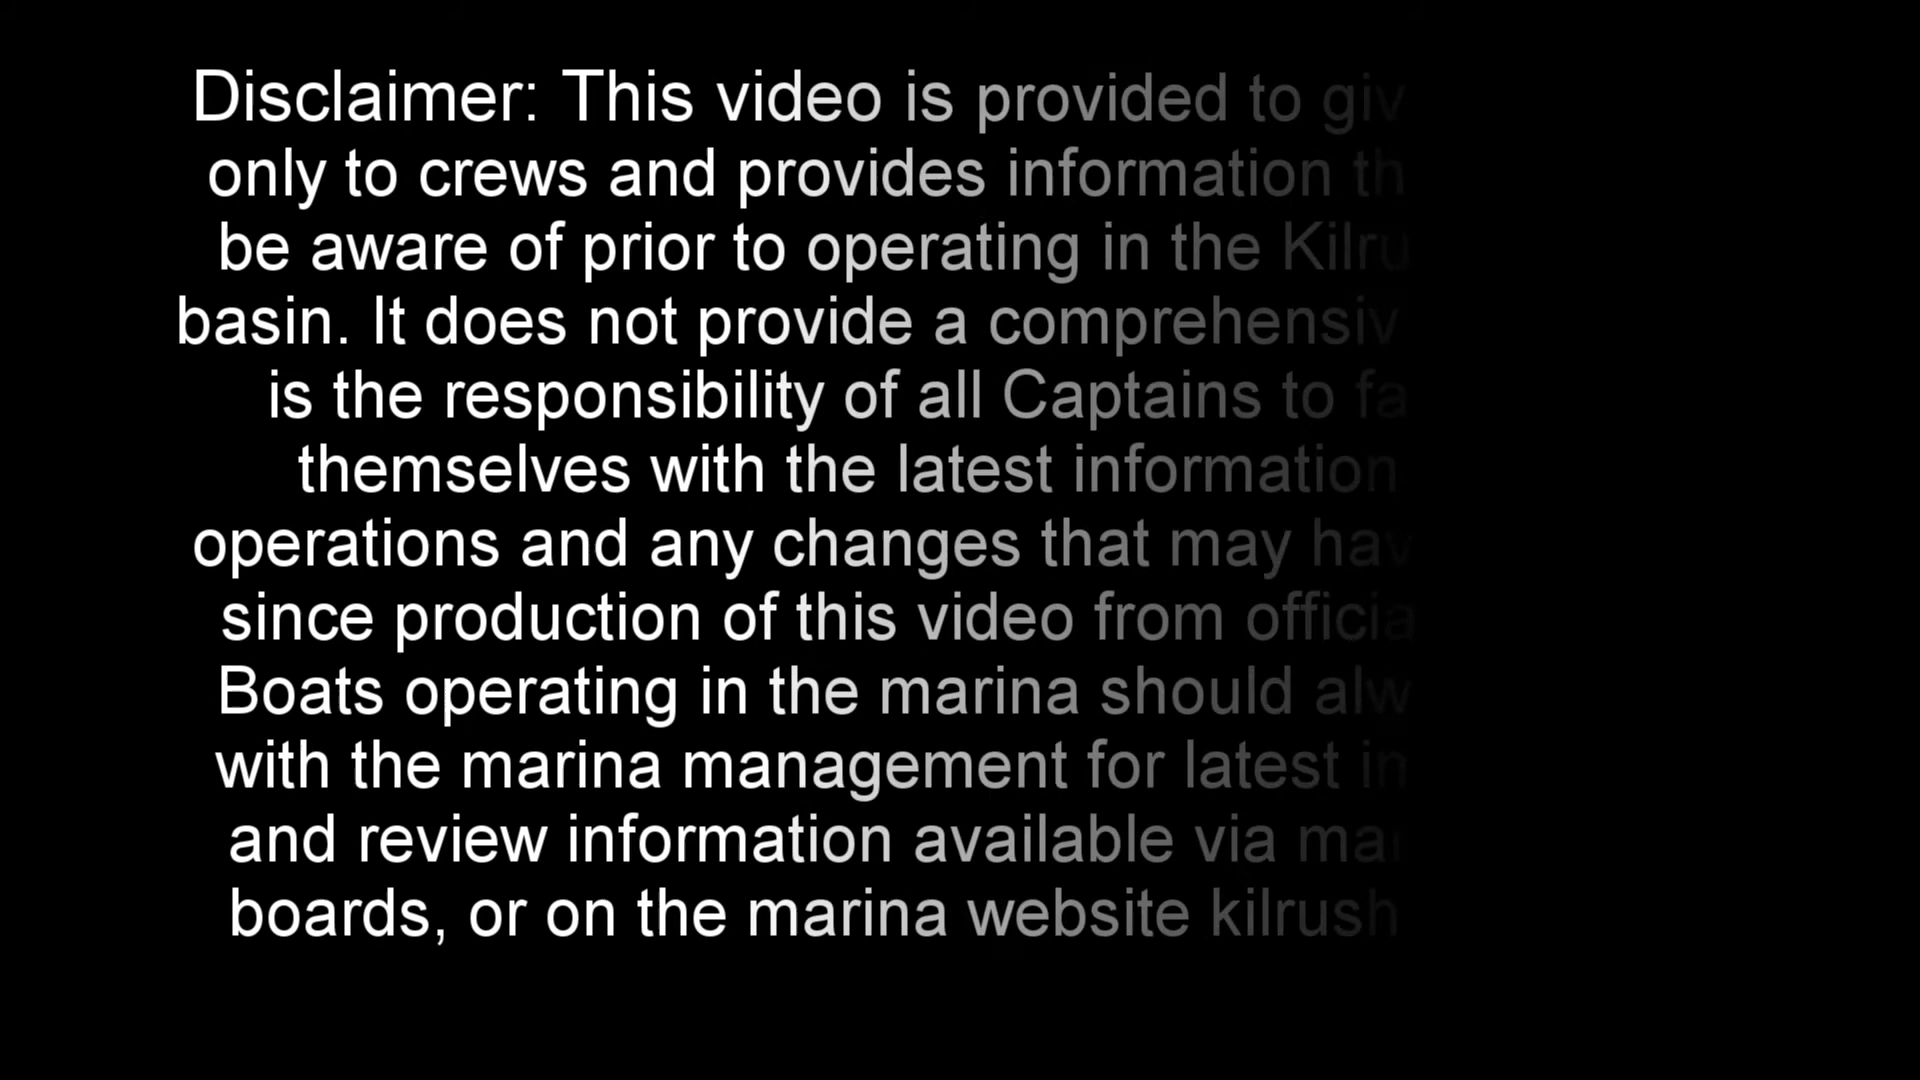 Disclaimer: This video is provided to giv
only to crews and provides information th
be aware of prior to operating in the Kilru
basin. It does not provide a comprehensiv
is the responsibility of all Captains to fa
themselves with the latest information
operations and any changes that may hav
since production of this video from officia
Boats operating in the marina should alw
with the marina management for latest in
and review information available via mar
boards, or on the marina website kilrush